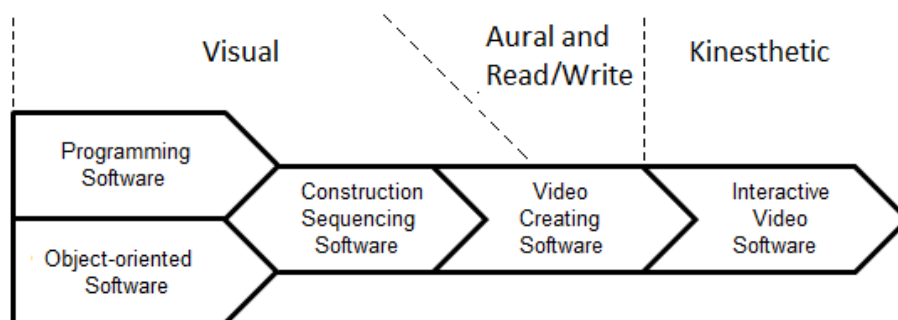 Visual
Aural and
Read/Write
Kinesthetic
Programming
Software
Object-oriented
Software
Construction
Sequencing
Software
Video
Creating
Software
Interactive
Video
Software